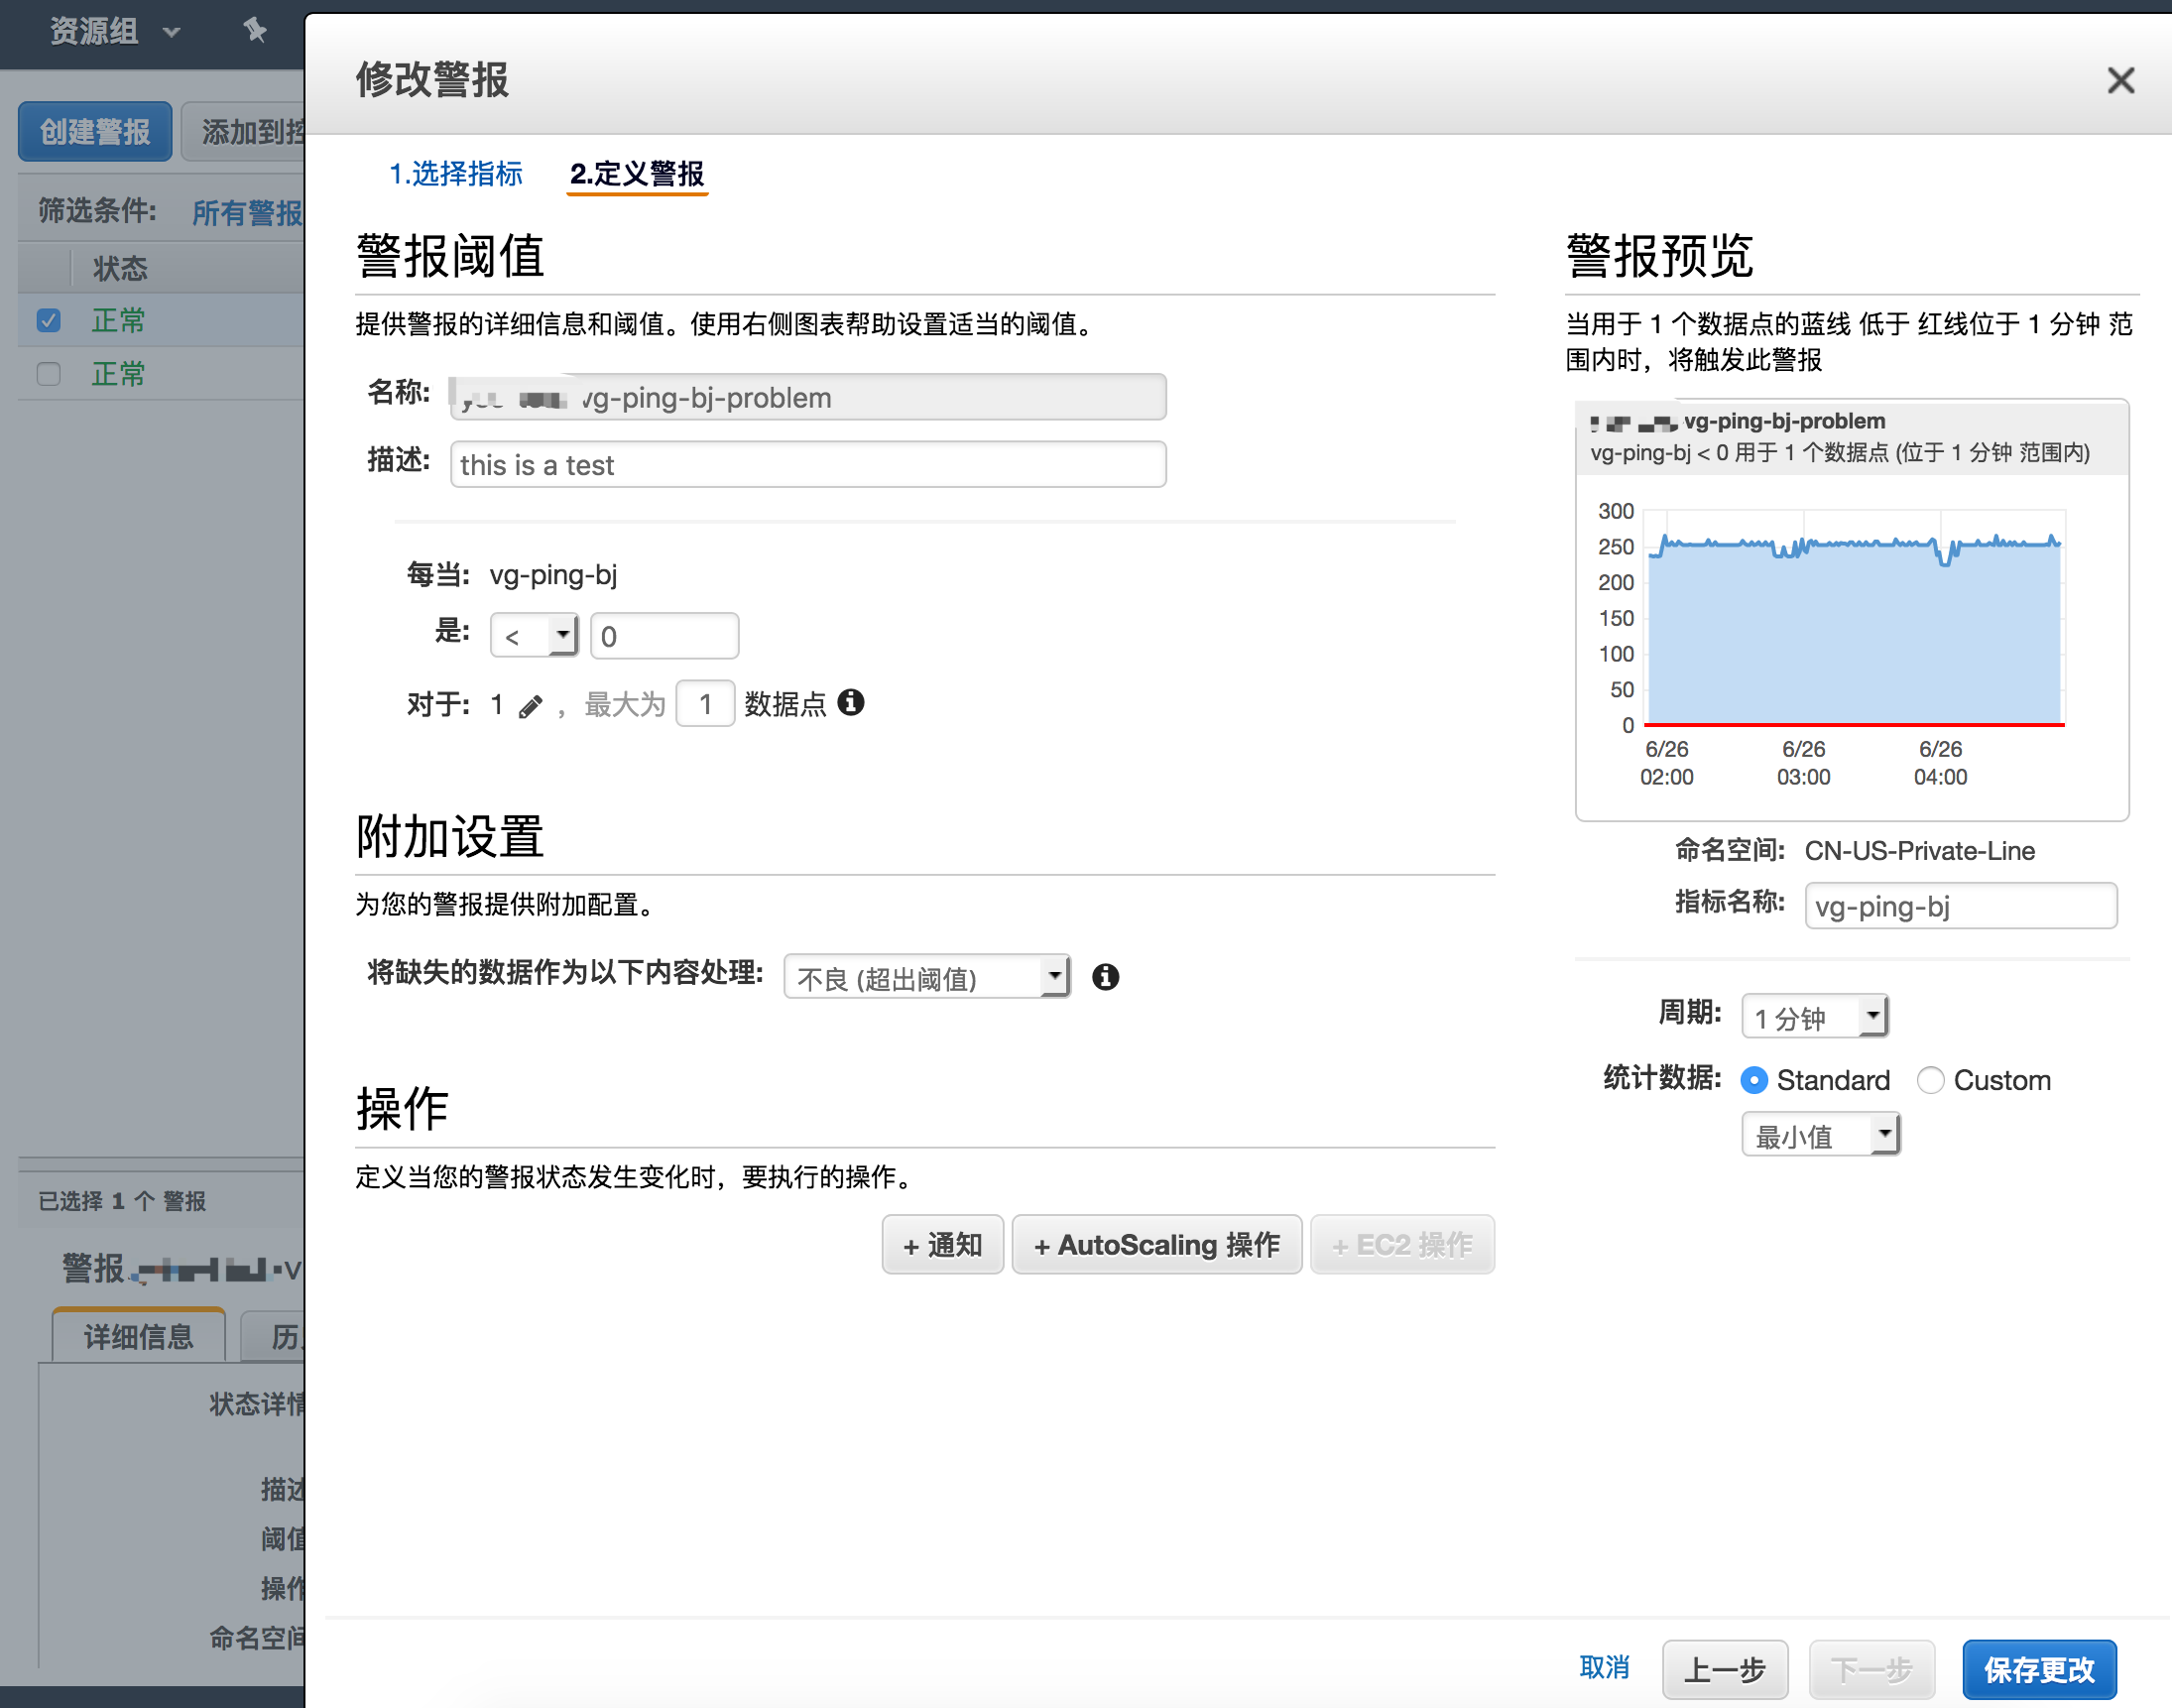 资源组
创建警报
添加到控
筛选条件:
所有警报
状态
正常
正常
已选择 1 个 警报
警报
详细信息
历
状态详情
描述
阈值
操作
命名空间
修改警报
1.选择指标
2.定义警报
警报阈值
提供警报的详细信息和阈值。使用右侧图表帮助设置适当的阈值。
名称: vg-ping-bj-problem
描述: this is a test
每当: vg-ping-bj
是: < 0
对于: 1 , 最大为 1 数据点
附加设置
为您的警报提供附加配置。
将缺失的数据作为以下内容处理: 不良 (超出阈值)
操作
定义当您的警报状态发生变化时，要执行的操作。
+ 通知
+ AutoScaling 操作
+ EC2 操作
警报预览
当用于 1 个数据点的蓝线 低于 红线位于 1 分钟 范
围内时，将触发此警报
vg-ping-bj-problem
vg-ping-bj < 0 用于 1 个数据点 (位于 1 分钟 范围内)
300
250
200
150
100
50
0
6/26 6/26 6/26
02:00 03:00 04:00
命名空间: CN-US-Private-Line
指标名称: vg-ping-bj
周期: 1 分钟
统计数据: Standard Custom
最小值
取消
上一步
下一步
保存更改